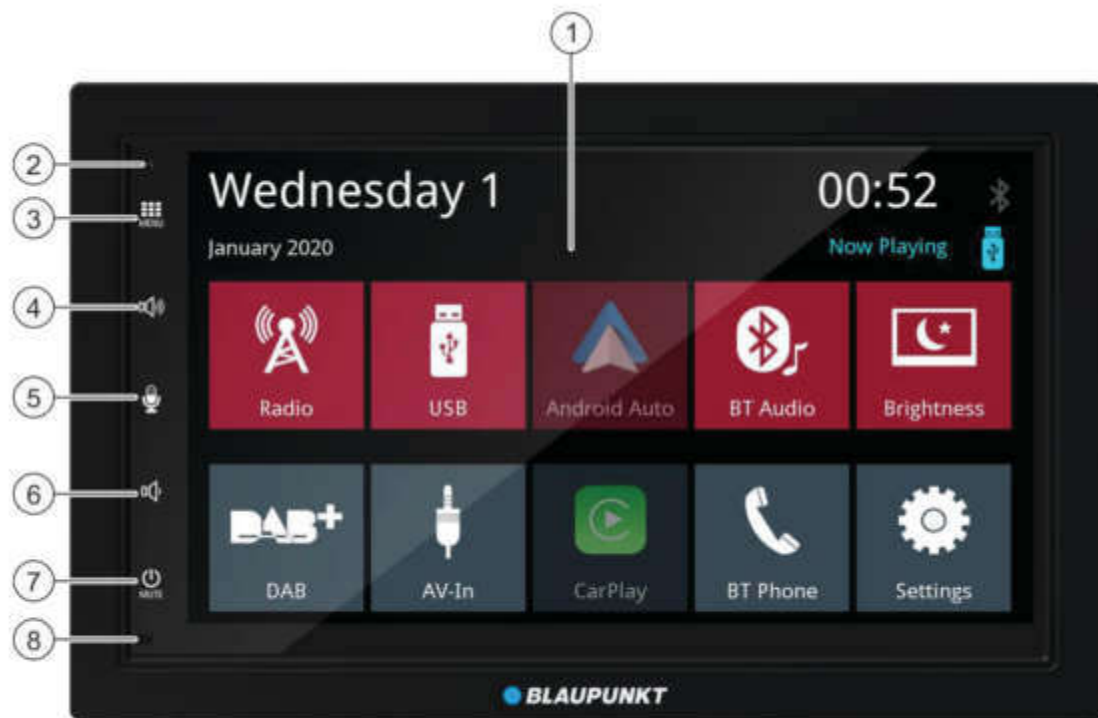 1
2
3
MENU
4
5
6
7
MUTE
8
Wednesday 1
00:52
January 2020
Now Playing
Radio
USB
Android Auto
BT Audio
Brightness
DAB+
DAB
AV-In
CarPlay
BT Phone
Settings
BLAUPUNKT